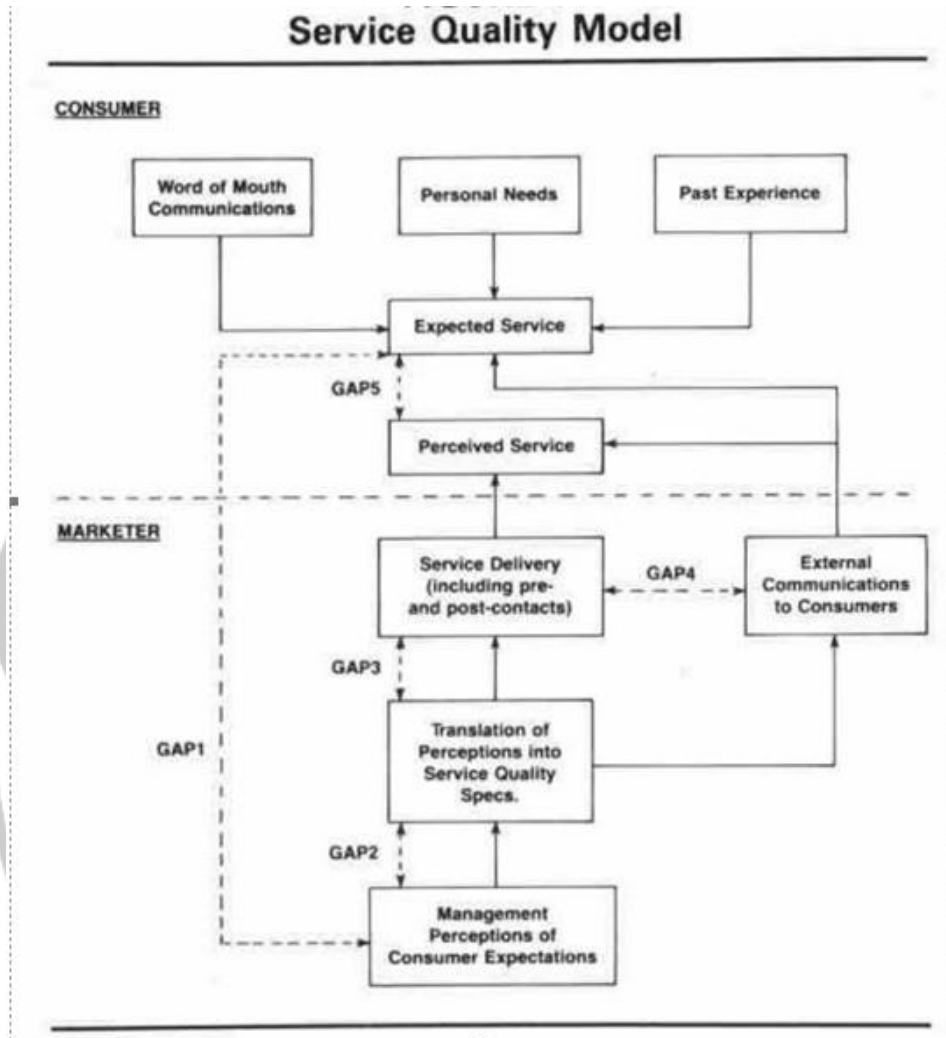 Service Quality Model
CONSUMER
Word of Mouth
Communications
Personal Needs
Past Experience
Expected Service
GAP5
Perceived Service
MARKETER
Service Delivery
(including pre-
and post-contacts)
GAP4
External
Communications
to Consumers
GAP3
Translation of
Perceptions into
Service Quality
Specs.
GAP1
GAP2
Management
Perceptions of
Consumer Expectations